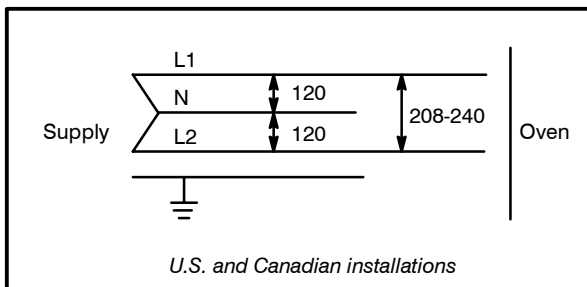 L1
N
120
208-240
Supply
120
Oven
L2
U.S. and Canadian installations